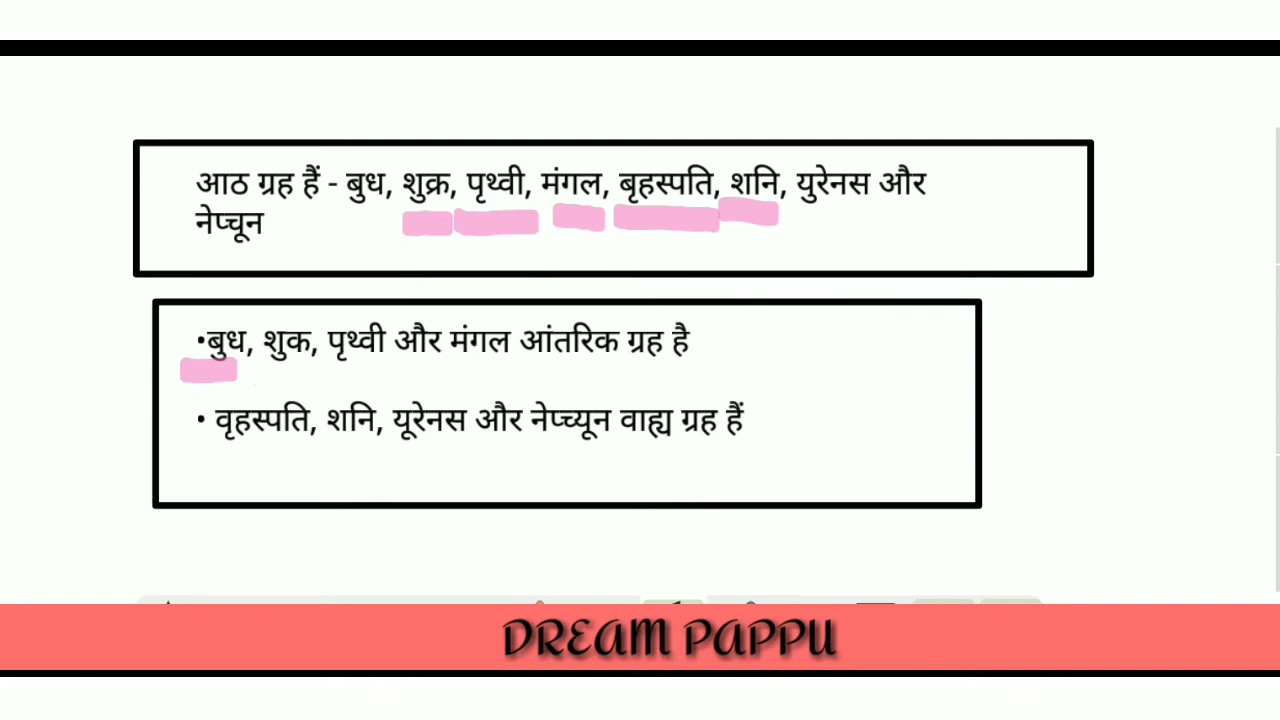 आठ ग्रह हैं - बुध, शुक्र, पृथ्वी, मंगल, बृहस्पति, शनि, युरेनस और
नेप्चून
•बुध, शुक, पृथ्वी और मंगल आंतरिक ग्रह है
• वृहस्पति, शनि, यूरेनस और नेप्च्यून वाह्य ग्रह हैं
DREAM PAPPU